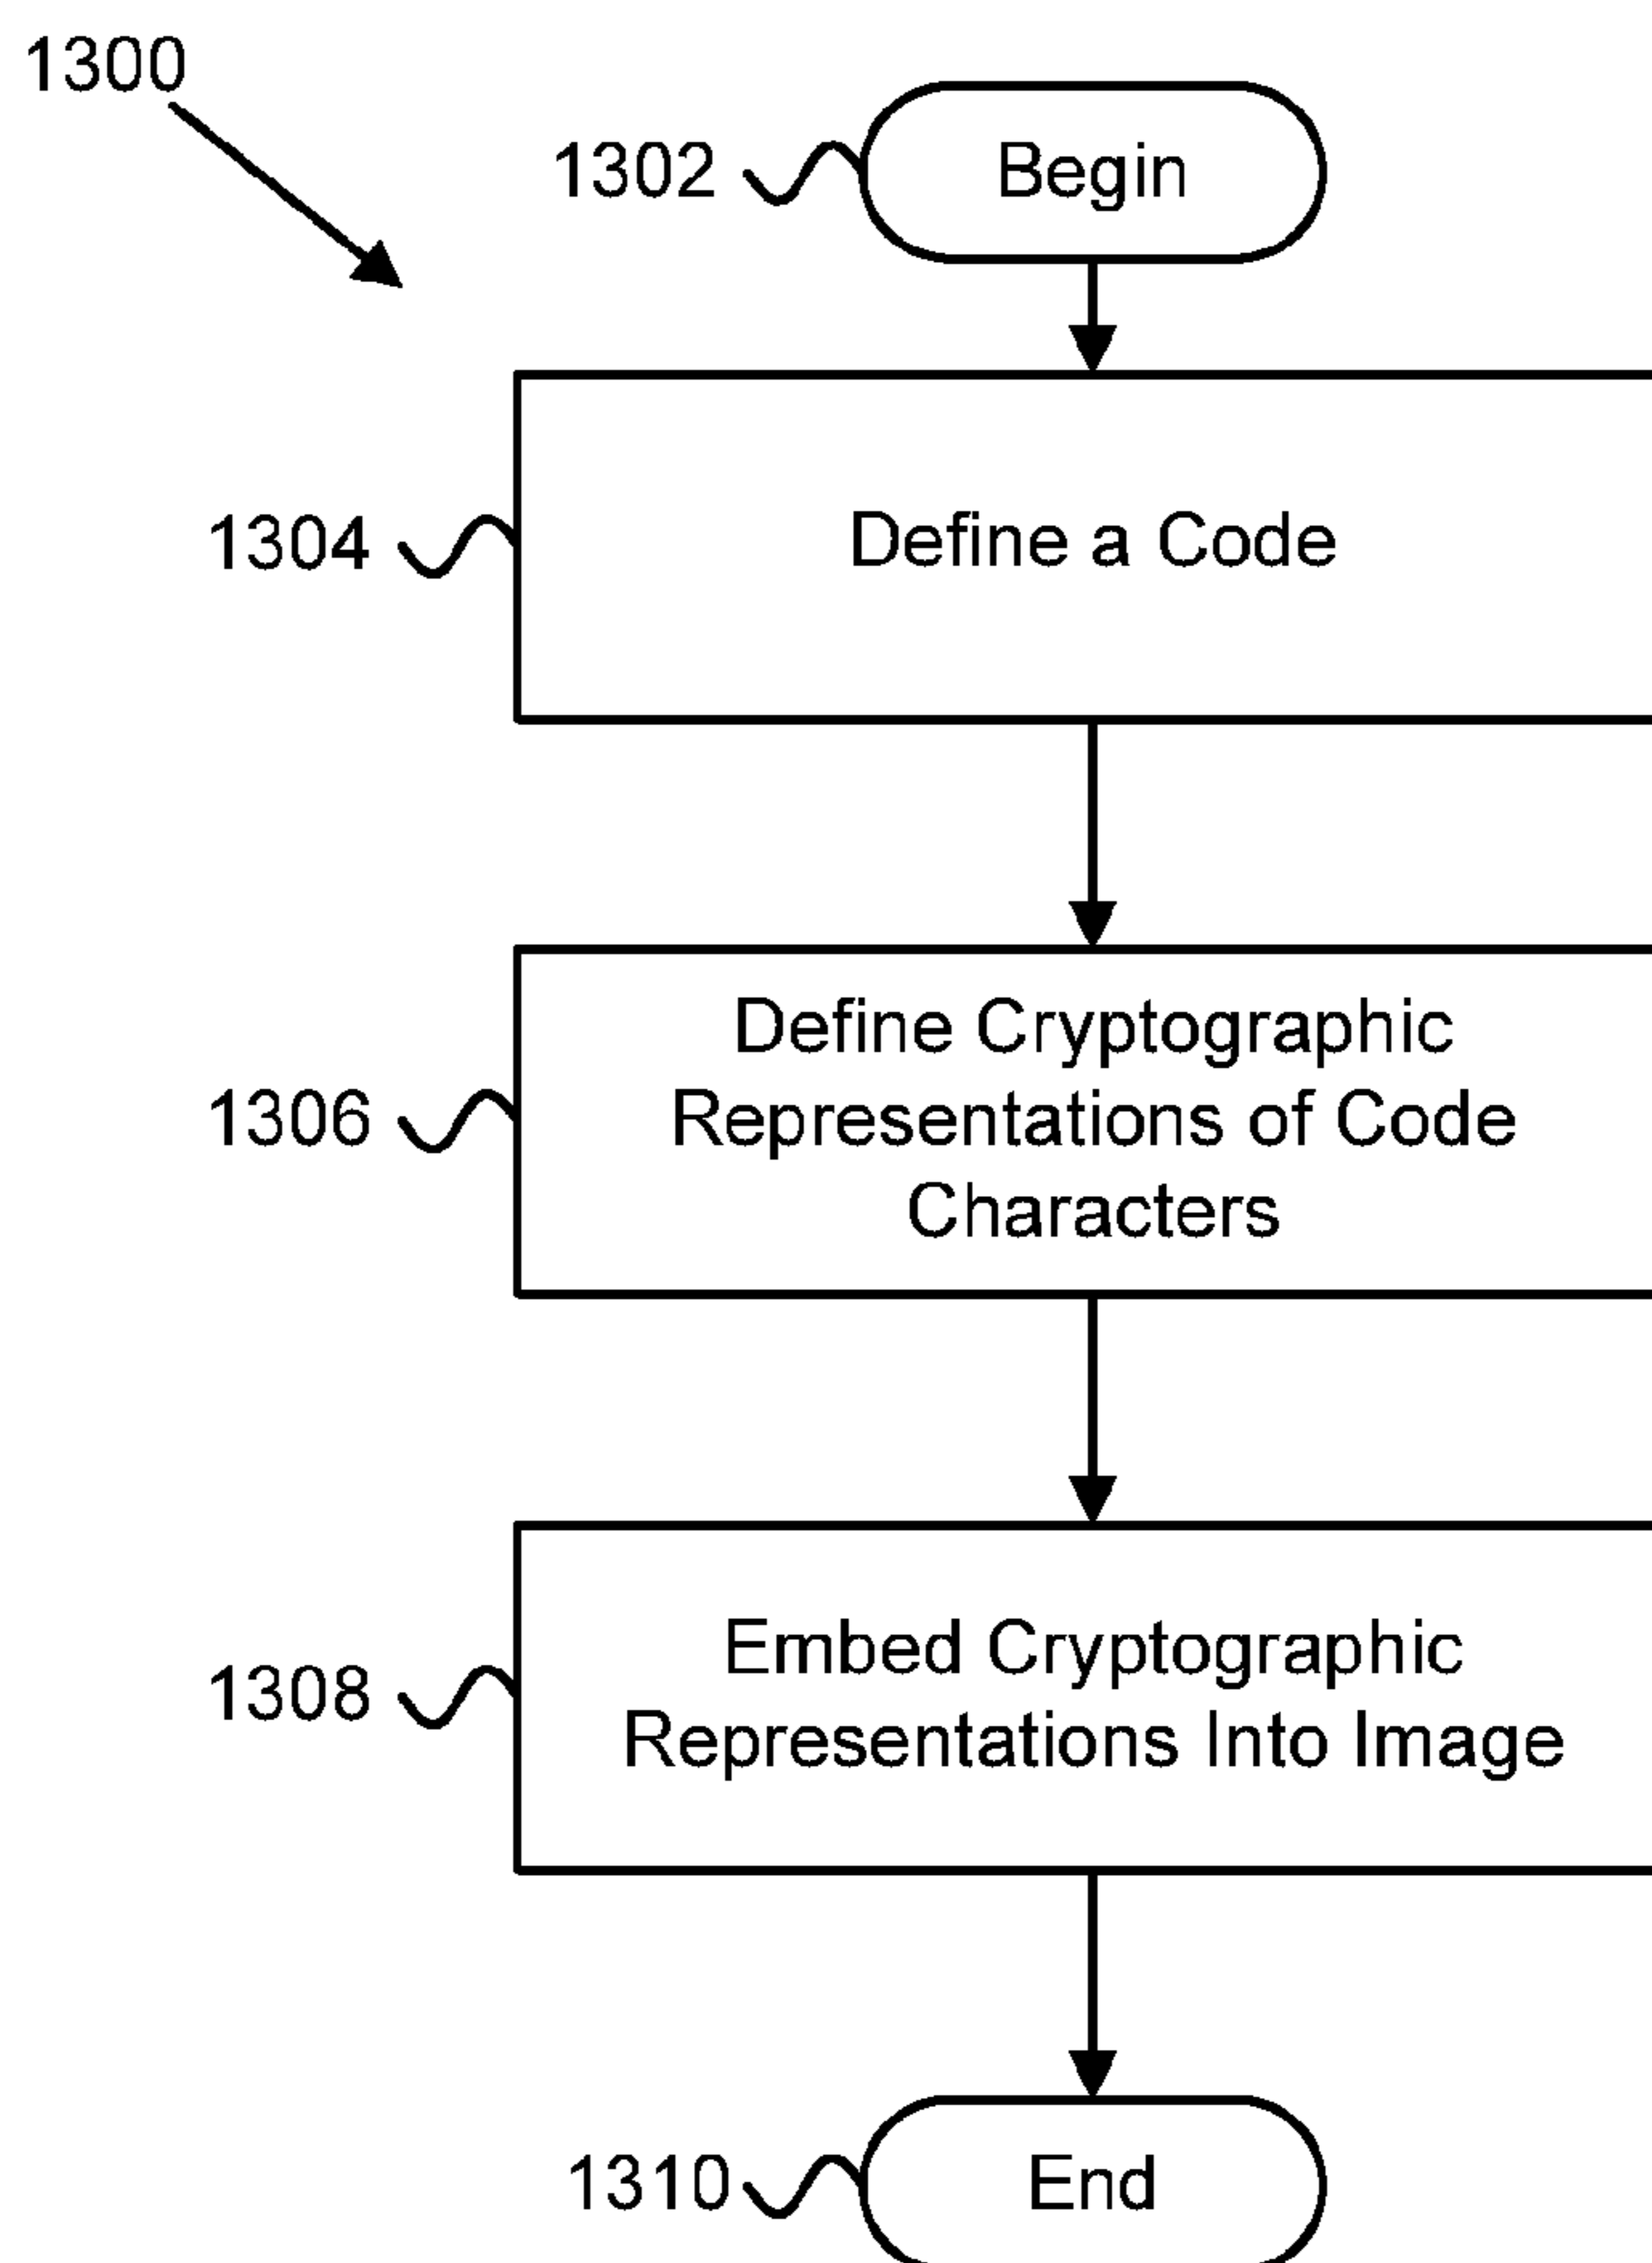 1300
1302 Begin
1304 Define a Code
Define Cryptographic
1306 Representations of Code
Characters
Embed Cryptographic
1308 Representations Into Image
1310 End